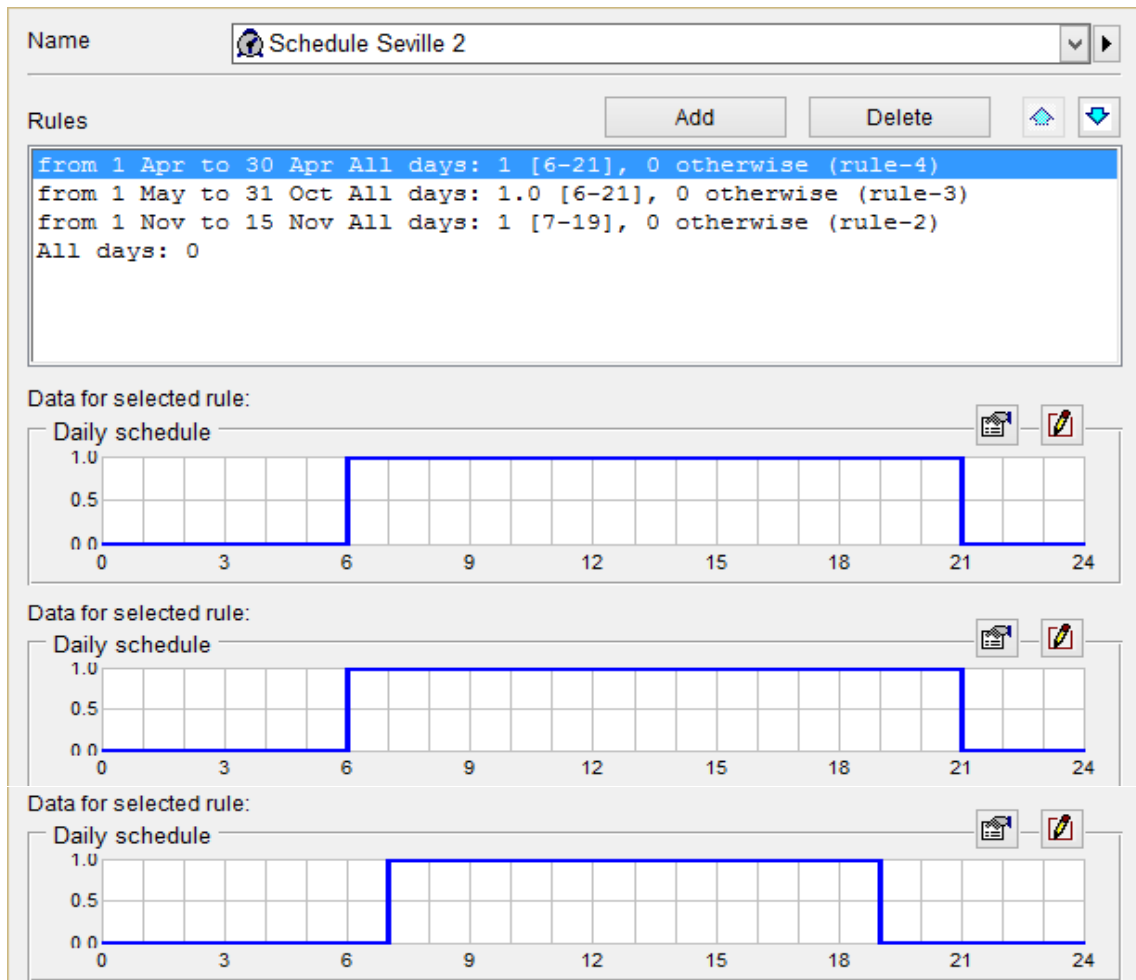 Name Schedule Seville 2
Rules Add Delete
from 1 Apr to 30 Apr All days: 1 [6-21], 0 otherwise (rule-4)
from 1 May to 31 Oct All days: 1.0 [6-21], 0 otherwise (rule-3)
from 1 Nov to 15 Nov All days: 1 [7-19], 0 otherwise (rule-2)
All days: 0
Data for selected rule:
Daily schedule
1.0
0.5
0.0
0 3 6 9 12 15 18 21 24
Data for selected rule:
Daily schedule
1.0
0.5
0.0
0 3 6 9 12 15 18 21 24
Data for selected rule:
Daily schedule
1.0
0.5
0.0
0 3 6 9 12 15 18 21 24